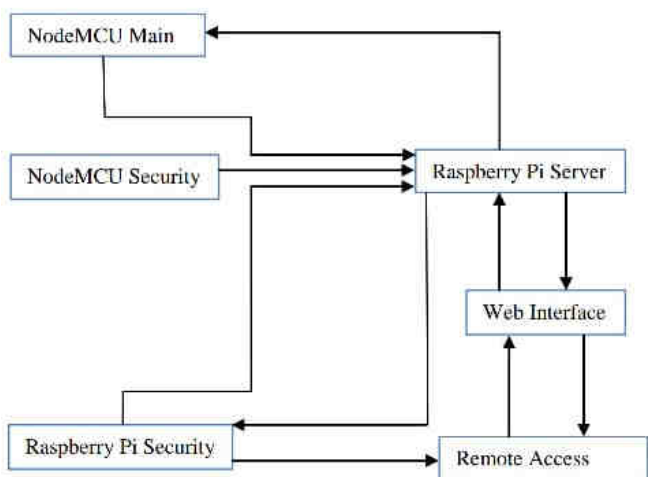 NodeMCU Main
NodeMCU Security
Raspberry Pi Server
Web Interface
Raspberry Pi Security
Remote Access